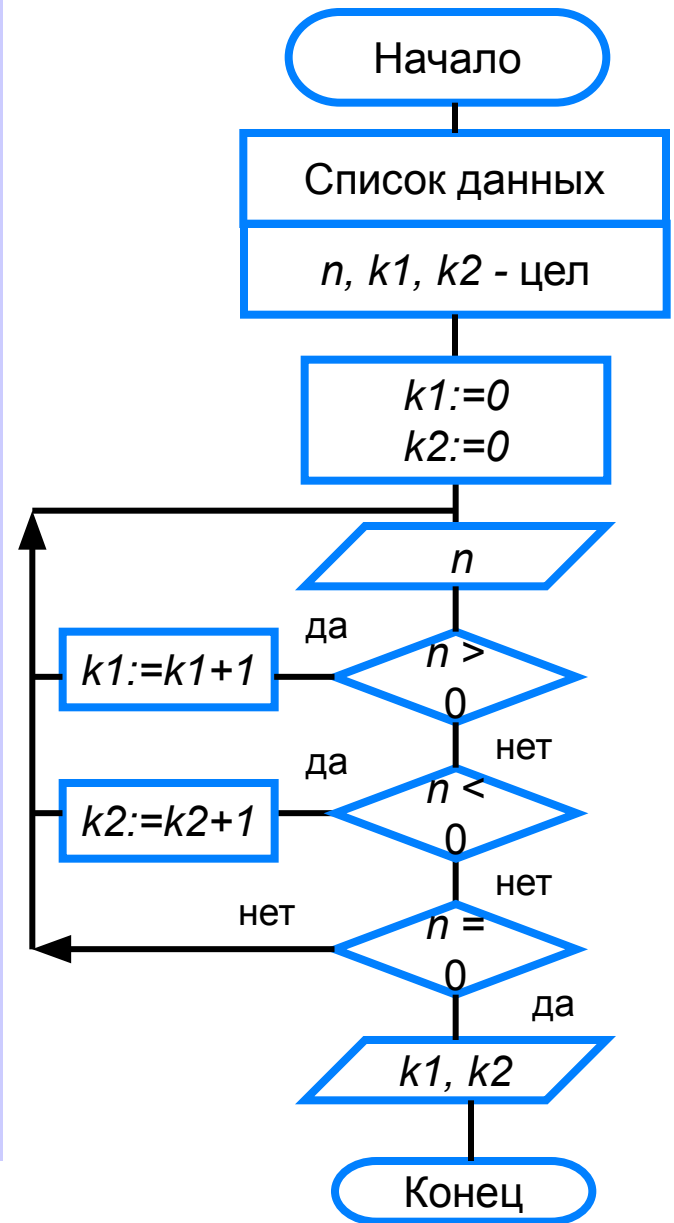 Начало
Список данных
n, k1, k2 - цел
k1:=0
k2:=0
n
да
n >
0
k1:=k1+1
нет
да
n <
0
k2:=k2+1
нет
нет
n =
0
да
k1, k2
Конец